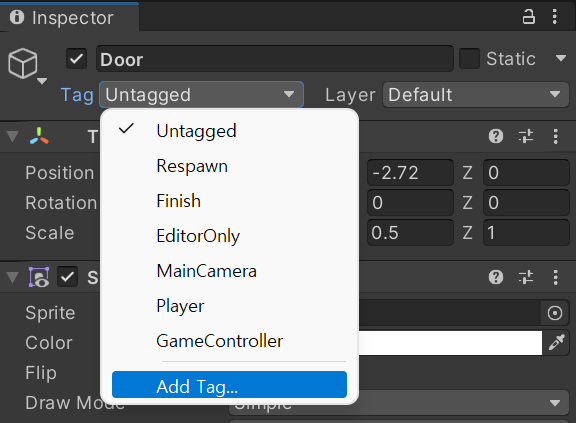 Inspector
Door
Static
Tag Untagged Layer Default
Untagged
T
Respawn
Position -2.72 Z 0
Finish
Rotation 0 Z 0
EditorOnly
Scale 0.5 Z 1
MainCamera
S
Player
Sprite
GameController
Color
Flip
Add Tag...
Draw Mode Simple